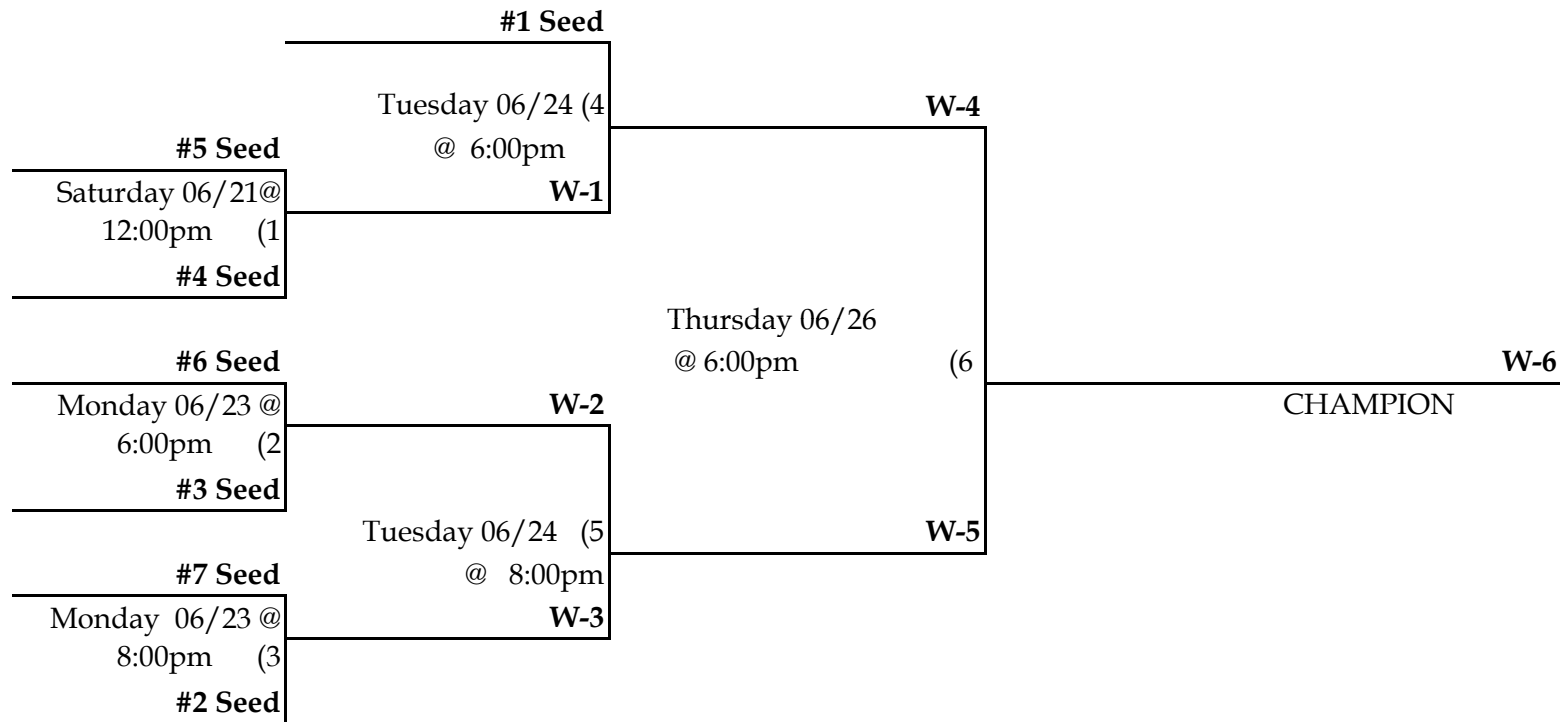 #1 Seed
Tuesday 06/24 (4
W-4
#5 Seed
@ 6:00pm
Saturday 06/21@
W-1
12:00pm (1
#4 Seed
Thursday 06/26
#6 Seed
@ 6:00pm (6
W-6
Monday 06/23 @
W-2
CHAMPION
6:00pm (2
#3 Seed
Tuesday 06/24 (5
W-5
#7 Seed
@ 8:00pm
Monday 06/23 @
W-3
8:00pm (3
#2 Seed